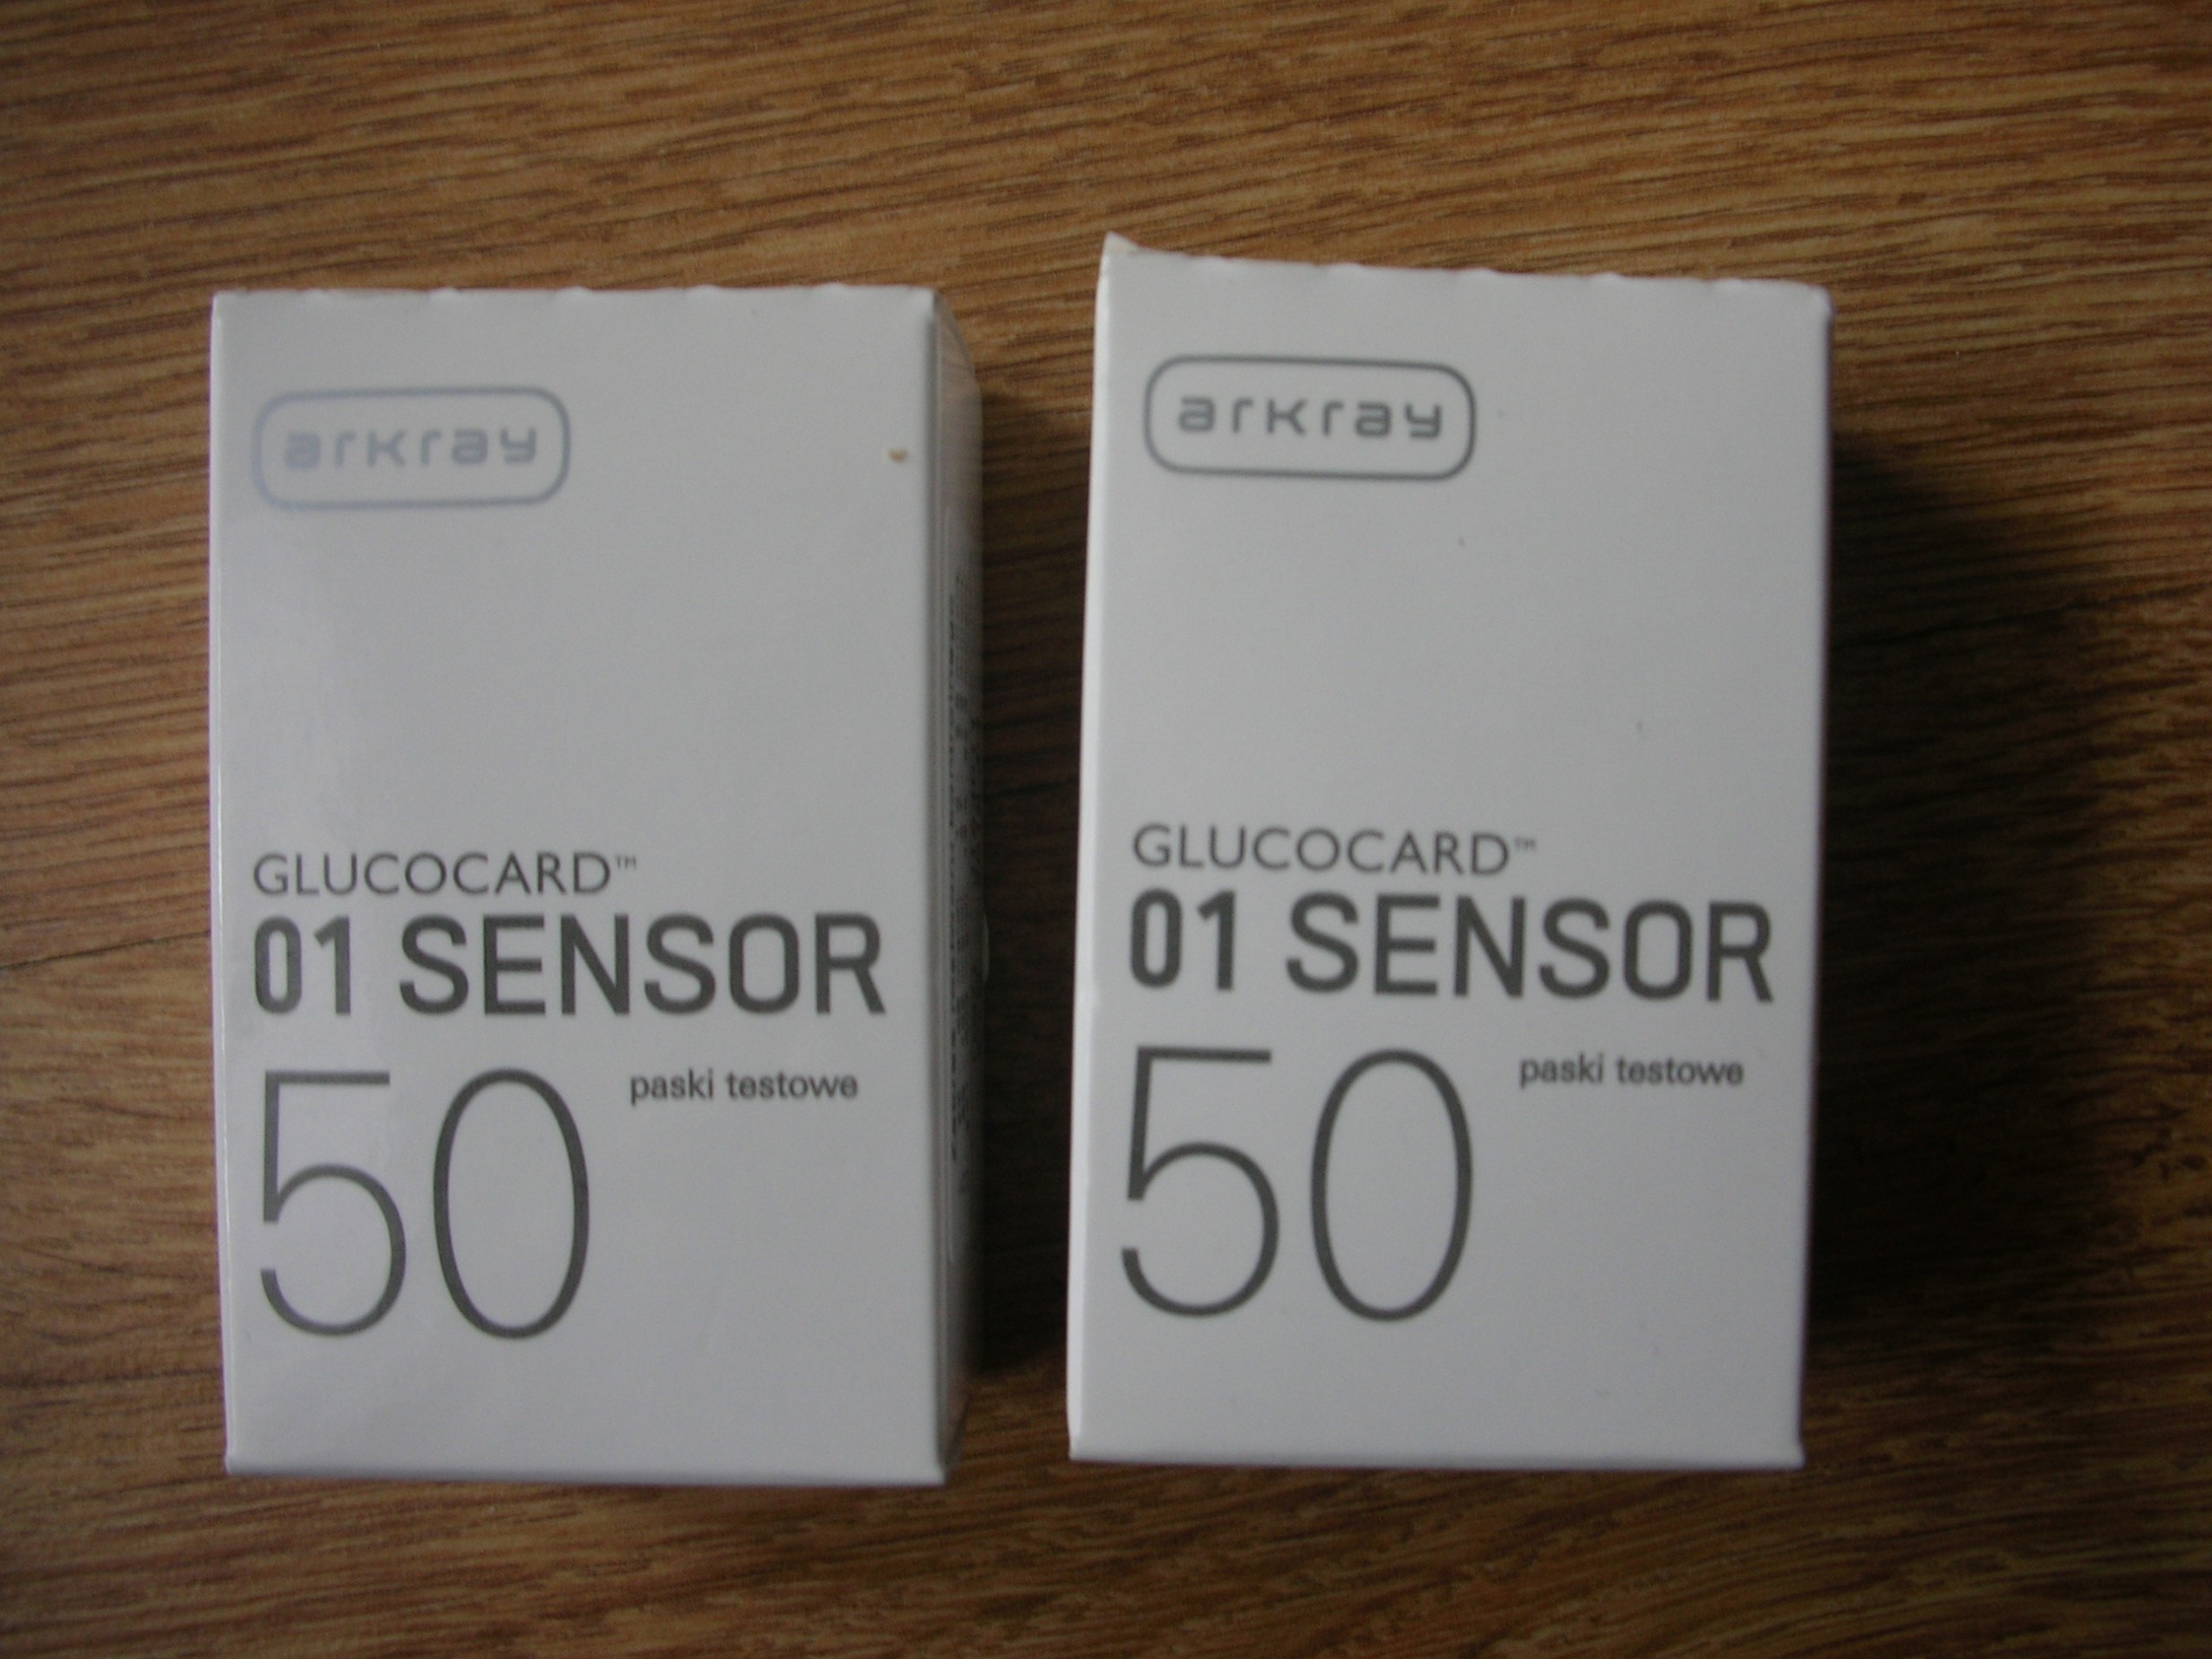 arkray
GLUCOCARD™
01 SENSOR
50 paski testowe
arkray
GLUCOCARD™
01 SENSOR
50 paski testowe